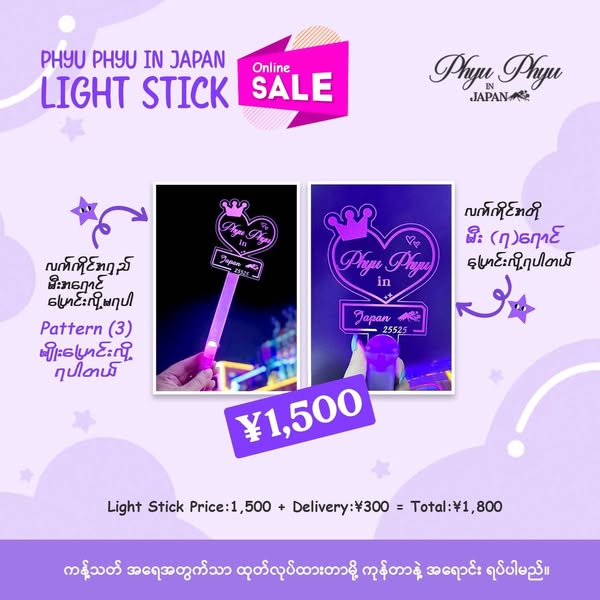 PHYU PHYU IN JAPAN
LIGHT STICK
Online
SALE
Phyu Phyu
IN
JAPAN
လက်ကိုင်အရှည်
မီးအရောင်
ပြောင်းလို့မရပါ
Pattern (3)
မျိုးပြောင်းလို့
ရပါတယ်
Phyu Phyu
in
Japan
25525
Phyu Phyu
in
Japan
25525
လက်ကိုင်အတို
မီး (၇)ရောင်
ပြောင်းလို့ရပါတယ်
¥1,500
Light Stick Price:1,500 + Delivery:¥300 = Total:¥1,800
ကန့်သတ် အရေအတွက်သာ ထုတ်လုပ်ထားတာမို့ ကုန်တာနဲ့ အရောင်း ရပ်ပါမည်။